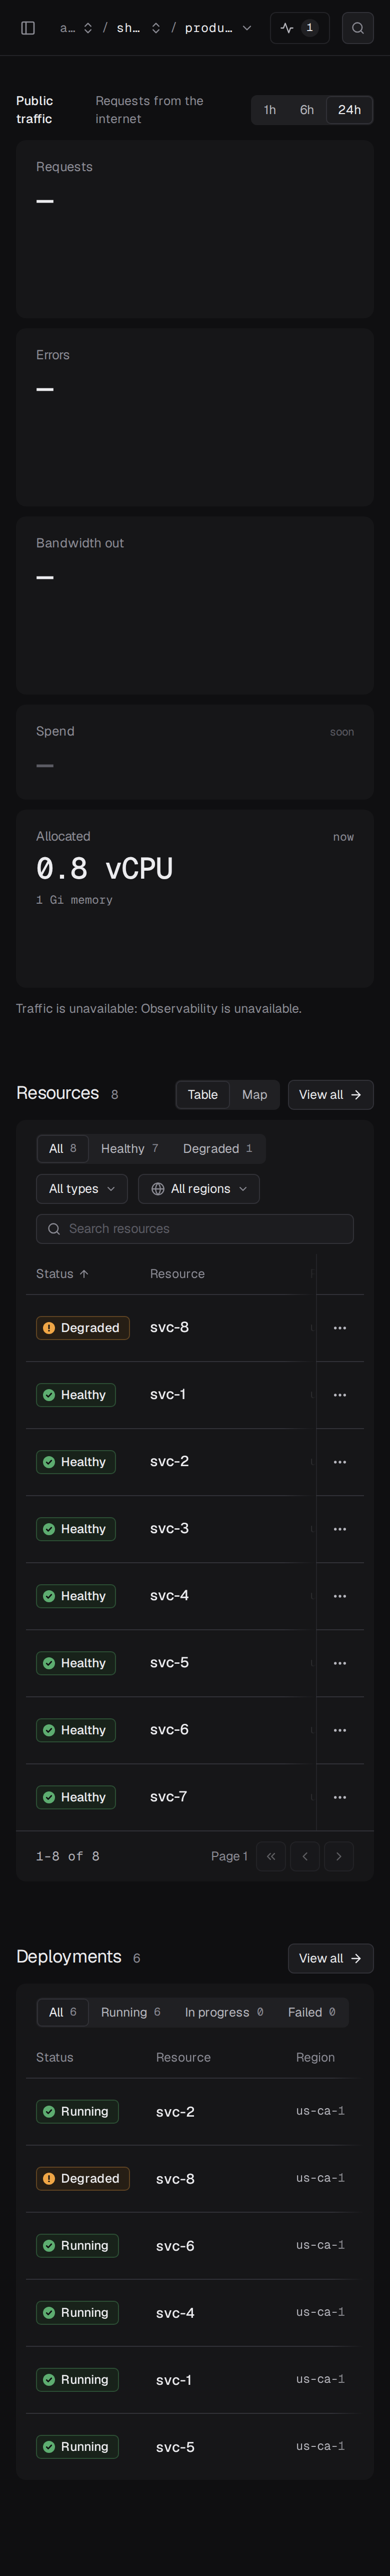 a… / sh… / produ… 1
Public traffic Requests from the internet 1h 6h 24h
Requests
—
Errors
—
Bandwidth out
—
Spend soon
—
Allocated now
0.8 vCPU
1 Gi memory
Traffic is unavailable: Observability is unavailable.
Resources 8 Table Map View all
All 8 Healthy 7 Degraded 1
All types All regions
Search resources
Status Resource
Degraded svc-8
Healthy svc-1
Healthy svc-2
Healthy svc-3
Healthy svc-4
Healthy svc-5
Healthy svc-6
Healthy svc-7
1–8 of 8 Page 1
Deployments 6 View all
All 6 Running 6 In progress 0 Failed 0
Status Resource Region
Running svc-2 us-ca-1
Degraded svc-8 us-ca-1
Running svc-6 us-ca-1
Running svc-4 us-ca-1
Running svc-1 us-ca-1
Running svc-5 us-ca-1